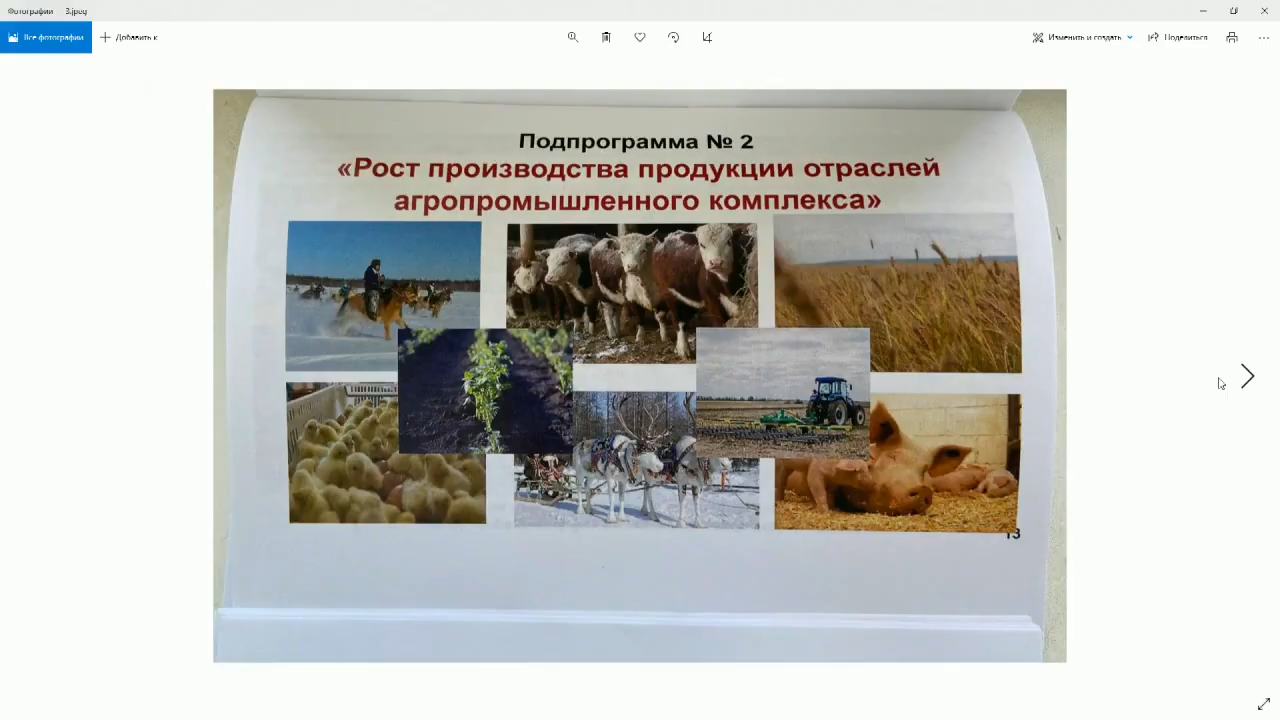 Фотографии - 3.jpeg
Все фотографии
Добавить к
Изменить и создать
Поделиться
Подпрограмма № 2
«Рост производства продукции отраслей
агропромышленного комплекса»
13